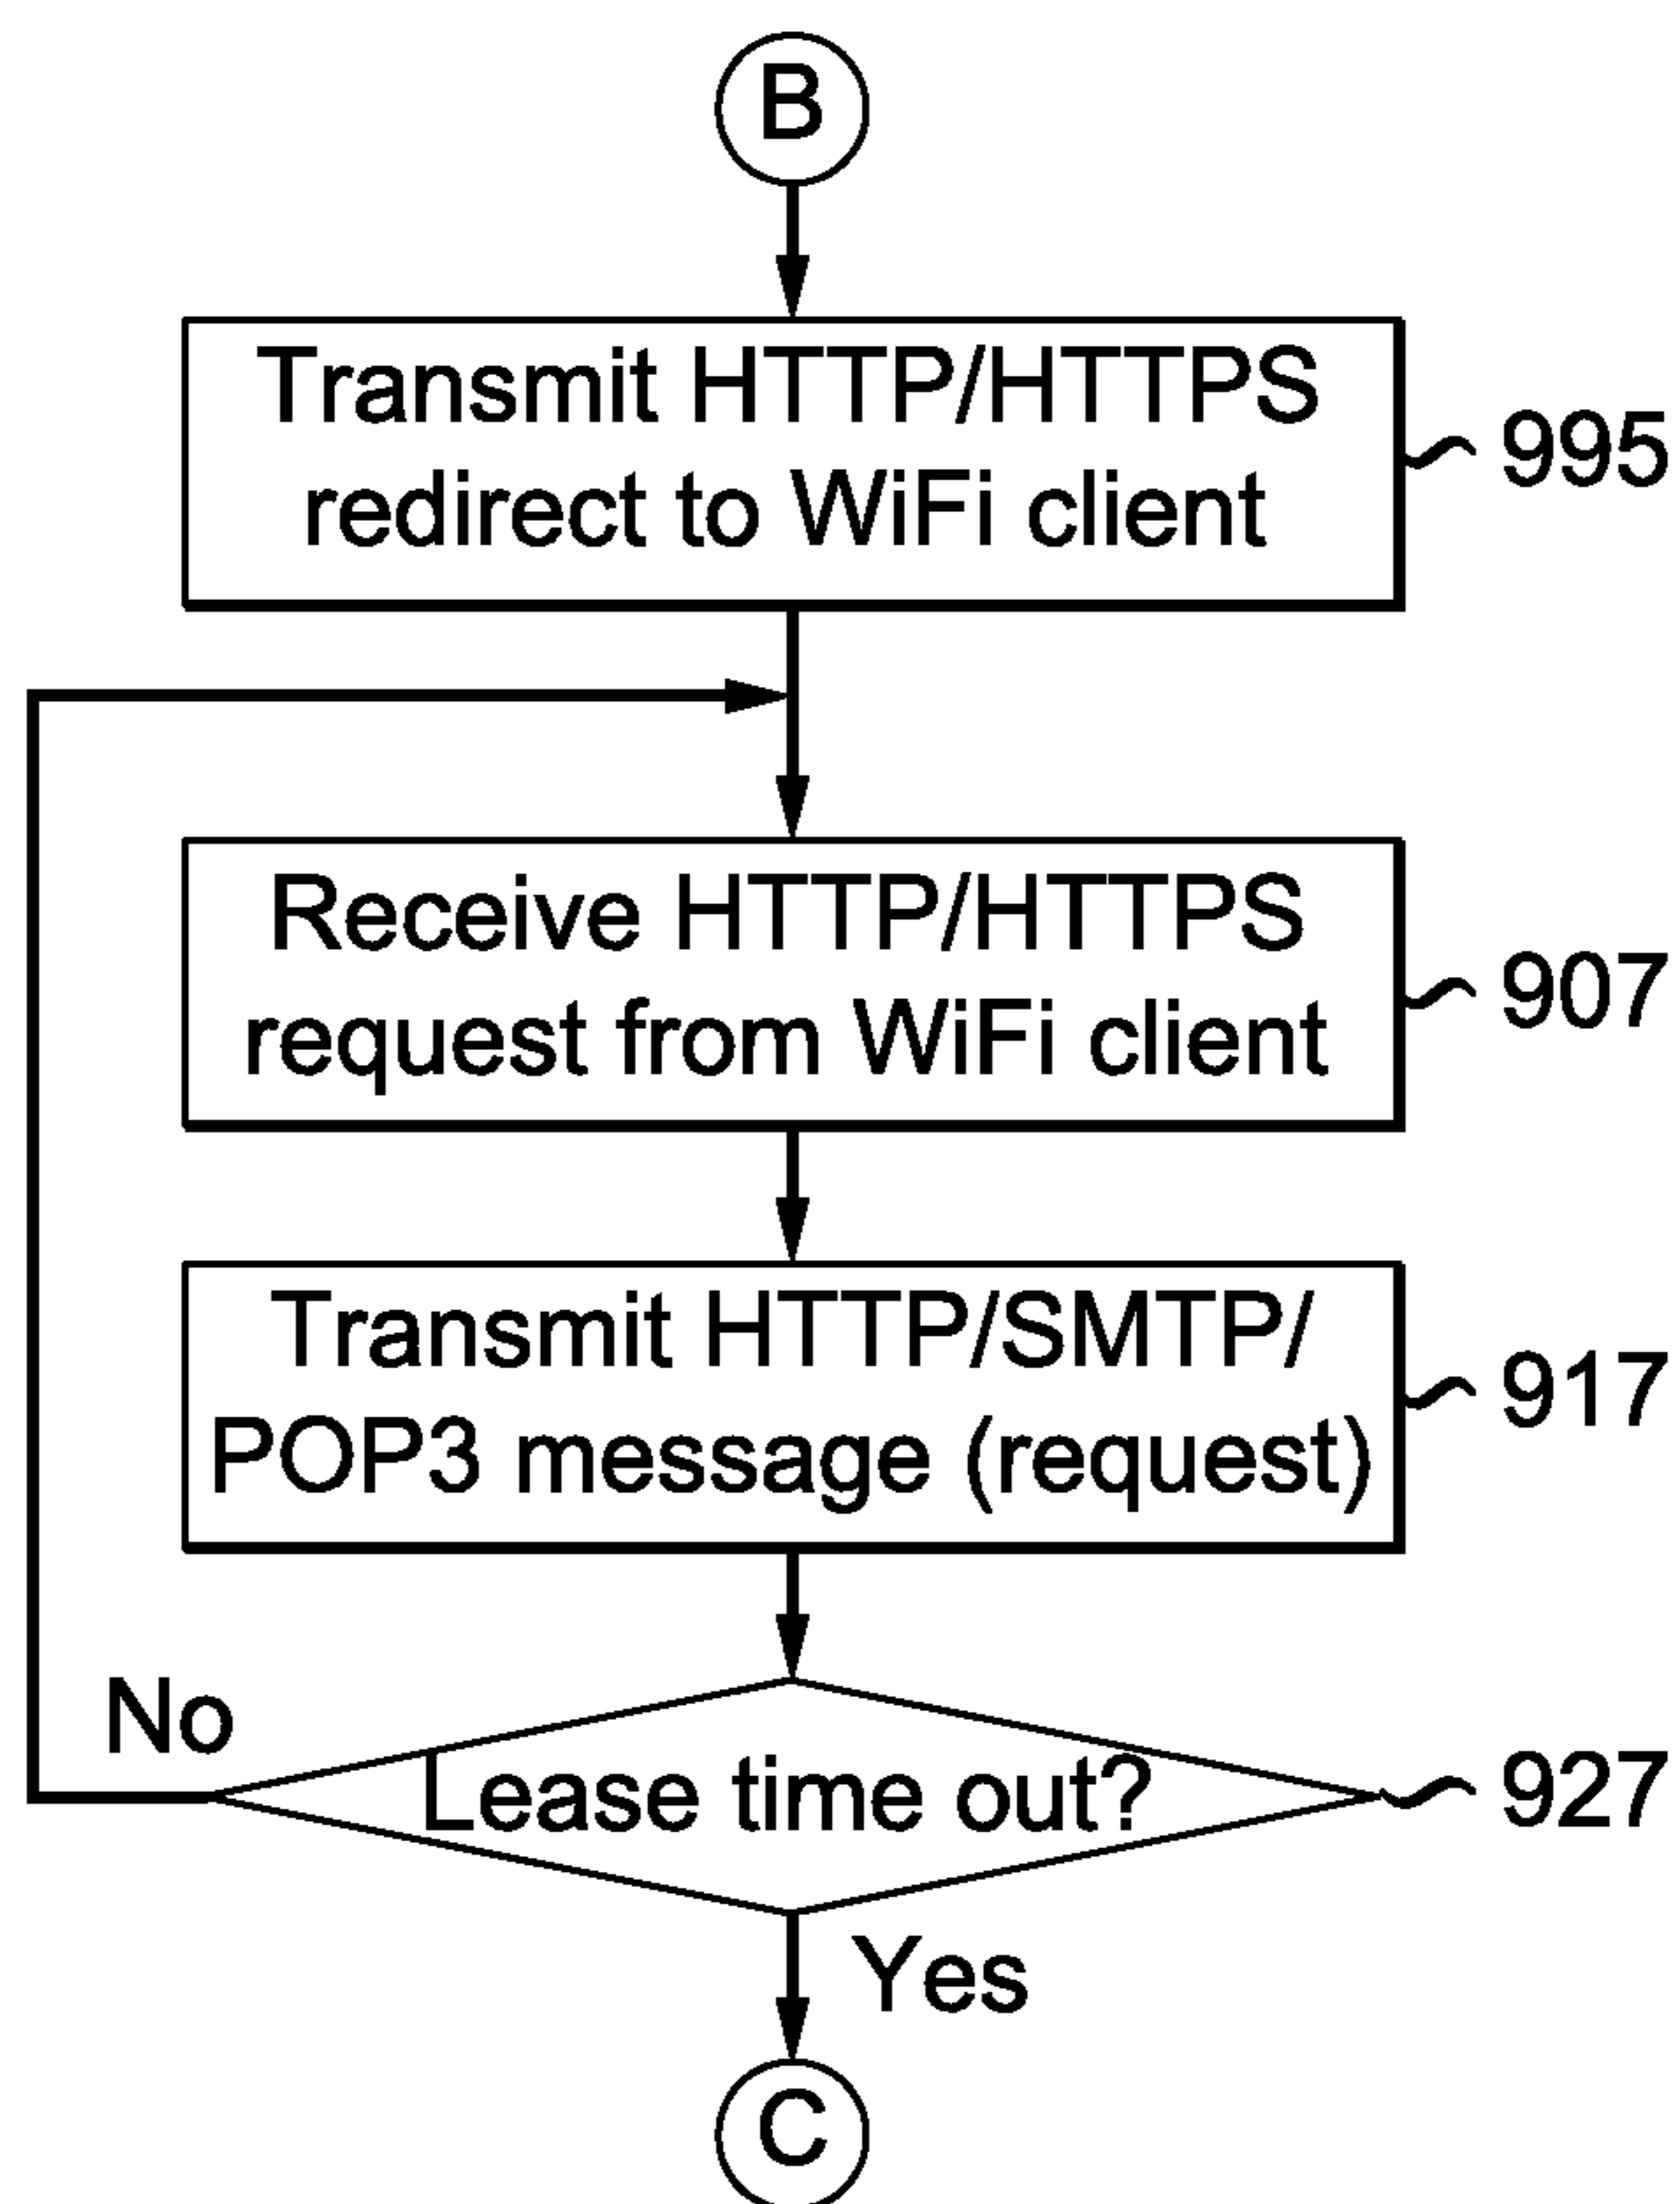 B
Transmit HTTP/HTTPS
redirect to WiFi client
995
Receive HTTP/HTTPS
request from WiFi client
907
Transmit HTTP/SMTP/
POP3 message (request)
917
No
Lease time out?
927
Yes
C